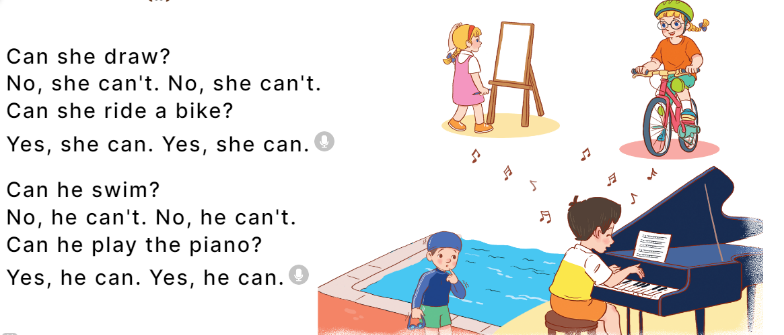 Can she draw?
No, she can't. No, she can't.
Can she ride a bike?
Yes, she can. Yes, she can.
Can he swim?
No, he can't. No, he can't.
Can he play the piano?
Yes, he can. Yes, he can.